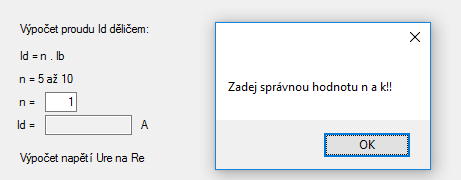 Výpočet proudu Id děličem:
Id = n . Ib
n = 5 až 10
n = 1
Id = A
Výpočet napětí Ure na Re
Zadej správnou hodnotu n a k!!
OK